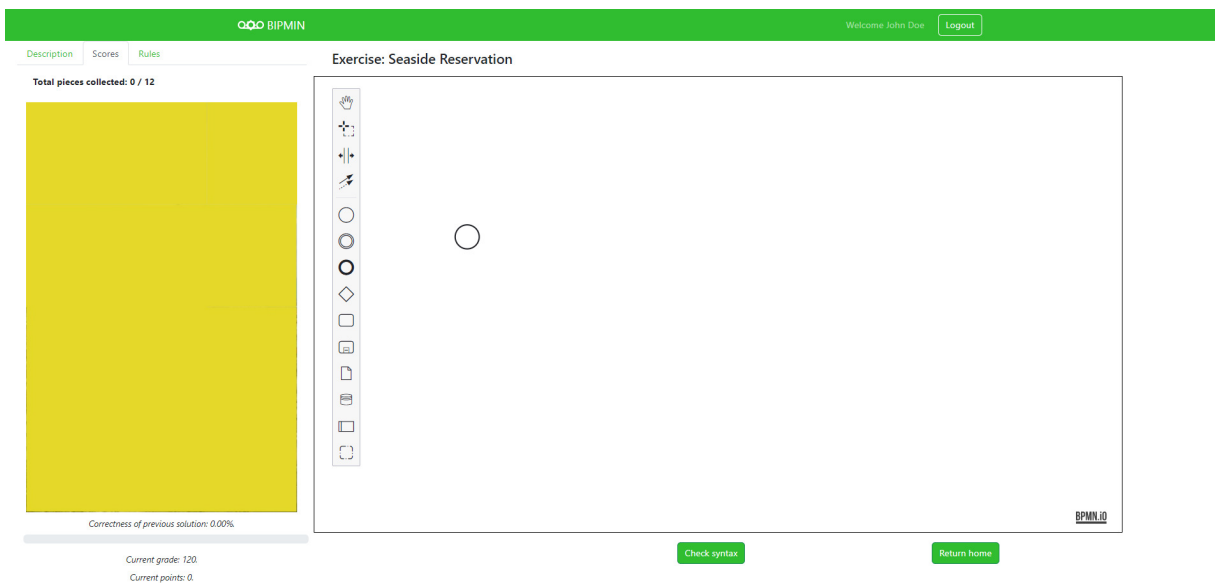 BIPMIN
Welcome John Doe
Logout
Description
Scores
Rules
Total pieces collected: 0 / 12
Exercise: Seaside Reservation
BPMN.iO
Correctness of previous solution: 0.00%.
Current grade: 120.
Current points: 0.
Check syntax
Return home